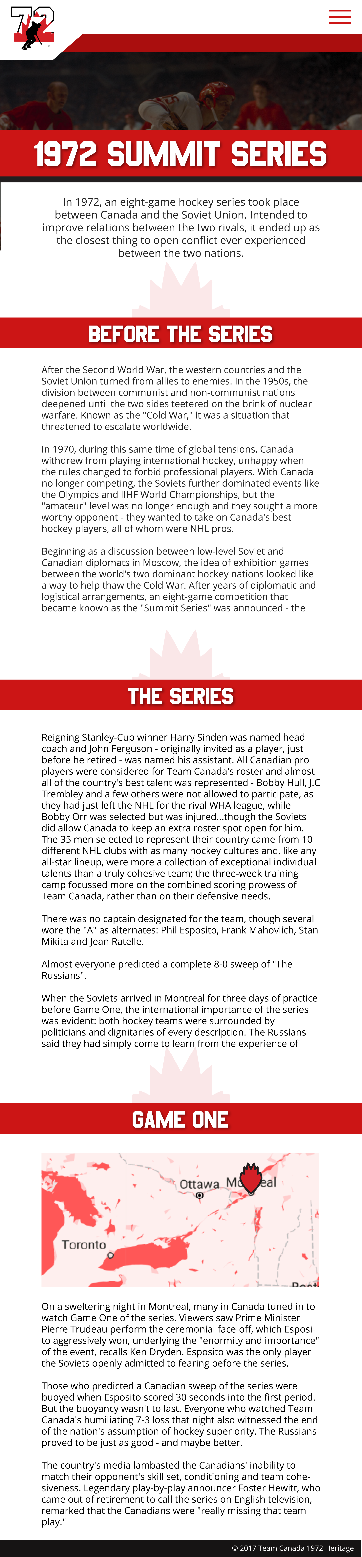 72
1972 SUMMIT SERIES
In 1972, an eight-game hockey series took place
between Canada and the Soviet Union. Intended to
improve relations between the two rivals, it ended up as
the closest thing to open conflict ever experienced
between the two nations.
BEFORE THE SERIES
After the Second World War, the western countries and the
Soviet Union turned from allies to enemies. In the 1950s, the
division between communist and non-communist nations
deepened until the two sides teetered on the brink of nuclear
warfare. Known as the "Cold War," it was a situation that
threatened to escalate worldwide.
In 1970, during this same time of global tensions, Canada
withdrew from playing international hockey, unhappy when
the rules changed to forbid professional players. With Canada
no longer competing, the Soviets further dominated events like
the Olympics and IIHF World Championships, but the
"amateur" level was no longer enough and they sought a more
worthy opponent - they wanted to take on Canada's best
hockey players, all of whom were NHL pros.
Beginning as a discussion between low-level Soviet and
Canadian diplomats in Moscow, the idea of exhibition games
between the world's two dominant hockey nations looked like
a way to help thaw the Cold War. After years of diplomatic and
logistical arrangements, an eight-game competition that
became known as the "Summit Series" was announced - the
THE SERIES
Reigning Stanley-Cup winner Harry Sinden was named head
coach and John Ferguson - originally invited as a player, just
before he retired - was named his assistant. All Canadian pro
players were considered for Team Canada's roster and almost
all of the country's best talent was represented - Bobby Hull, J.C
Trembley and a few others were not allowed to participate, as
they had just left the NHL for the rival WHA league, while
Bobby Orr was selected but was injured...though the Soviets
did allow Canada to keep an extra roster spot open for him.
The 35 men selected to represent their country came from 10
different NHL clubs with as many hockey cultures and, like any
all-star lineup, were more a collection of exceptional individual
talents than a truly cohesive team; the three-week training
camp focussed more on the combined scoring prowess of
Team Canada, rather than on their defensive needs.
There was no captain designated for the team, though several
wore the "A" as alternates: Phil Esposito, Frank Mahovlich, Stan
Mikita and Jean Ratelle.
Almost everyone predicted a complete 8-0 sweep of "The
Russians".
When the Soviets arrived in Montreal for three days of practice
before Game One, the international importance of the series
was evident: both hockey teams were surrounded by
politicians and dignitaries of every description. The Russians
said they had simply come to learn from the experience of
GAME ONE
Ottawa
Toronto
On a sweltering night in Montreal, many in Canada tuned in to
watch Game One of the series. Viewers saw Prime Minister
Pierre Trudeau perform the ceremonial face-off, which Esposi
to aggressively won, underlying the "enormity and importance"
of the event, recalls Ken Dryden. Esposito was the only player
the Soviets openly admitted to fearing before the series.
Those who predicted a Canadian sweep of the series were
buoyed when Esposito scored 30 seconds into the first period.
But the buoyancy wasn't to last. Everyone who watched Team
Canada's humiliating 7-3 loss that night also witnessed the end
of the nation's assumption of hockey superiority. The Russians
proved to be just as good - and maybe better.
The country's media lambasted the Canadians' inability to
match their opponent's skill set, conditioning and team cohe-
siveness. Legendary play-by-play announcer Foster Hewitt, who
came out of retirement to call the series on English television,
remarked that the Canadians were "really missing that team
play."
© 2017 Team Canada 1972 Heritage